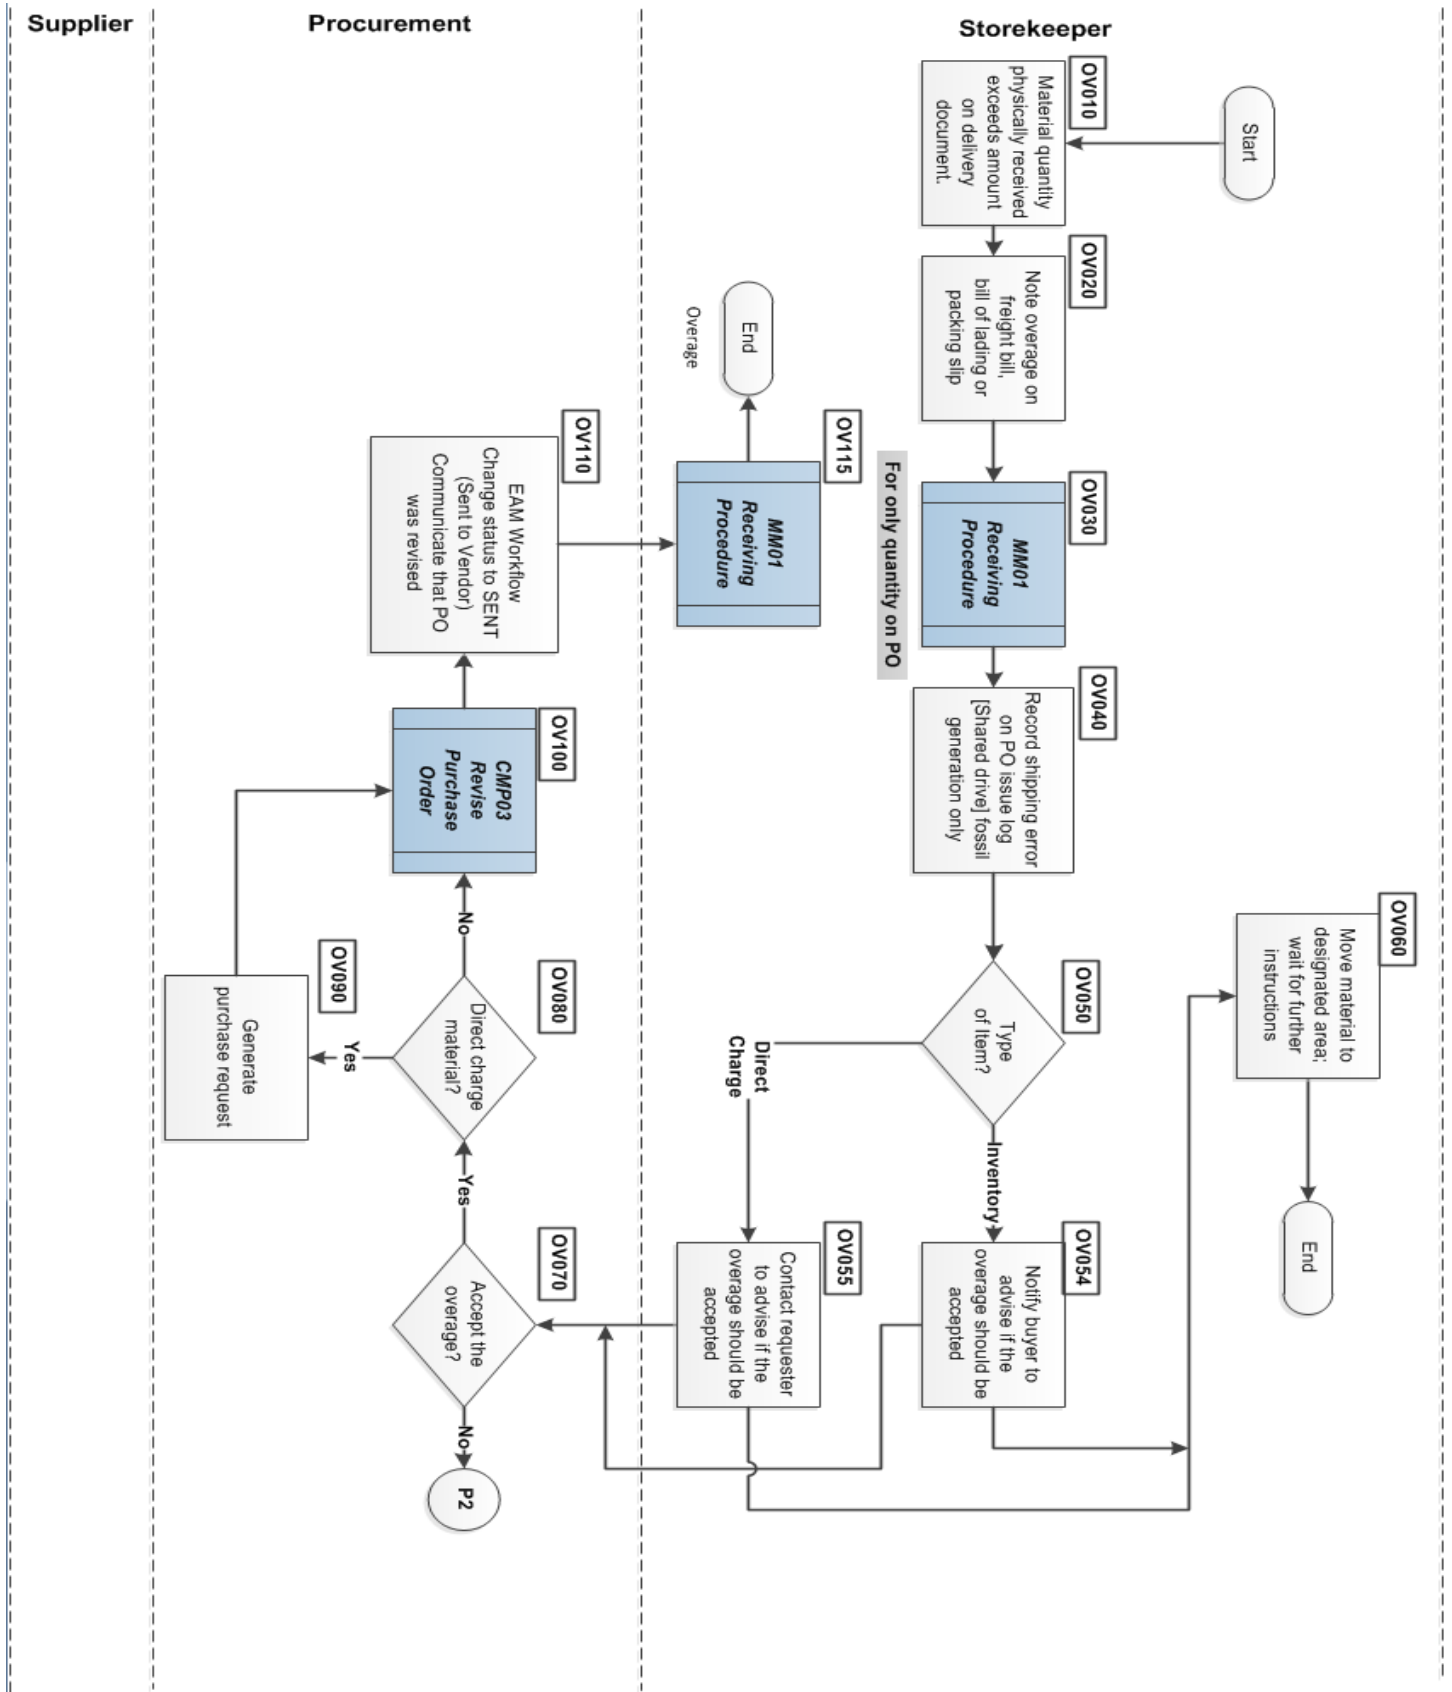 Supplier
Procurement
Storekeeper
Start
OV010
Material quantity
physically received
exceeds amount
on delivery
document.
OV020
Note overage on
freight bill,
bill of lading or
packing slip
OV030
MM01
Receiving
Procedure
For only quantity on PO
OV040
Record shipping error
on PO issue log
[Shared drive] fossil
generation only
OV050
Type
of Item?
Inventory
Direct
Charge
OV054
Notify buyer to
advise if the
overage should be
accepted
OV055
Contact requester
to advise if the
overage should be
accepted
OV060
Move material to
designated area;
wait for further
instructions
End
OV070
Accept the
overage?
No
P2
Yes
OV080
Direct charge
material?
Yes
No
OV090
Generate
purchase request
OV100
CMP03
Revise
Purchase
Order
OV110
EAM Workflow
Change status to SENT
(Sent to Vendor)
Communicate that PO
was revised
OV115
MM01
Receiving
Procedure
End
Overage